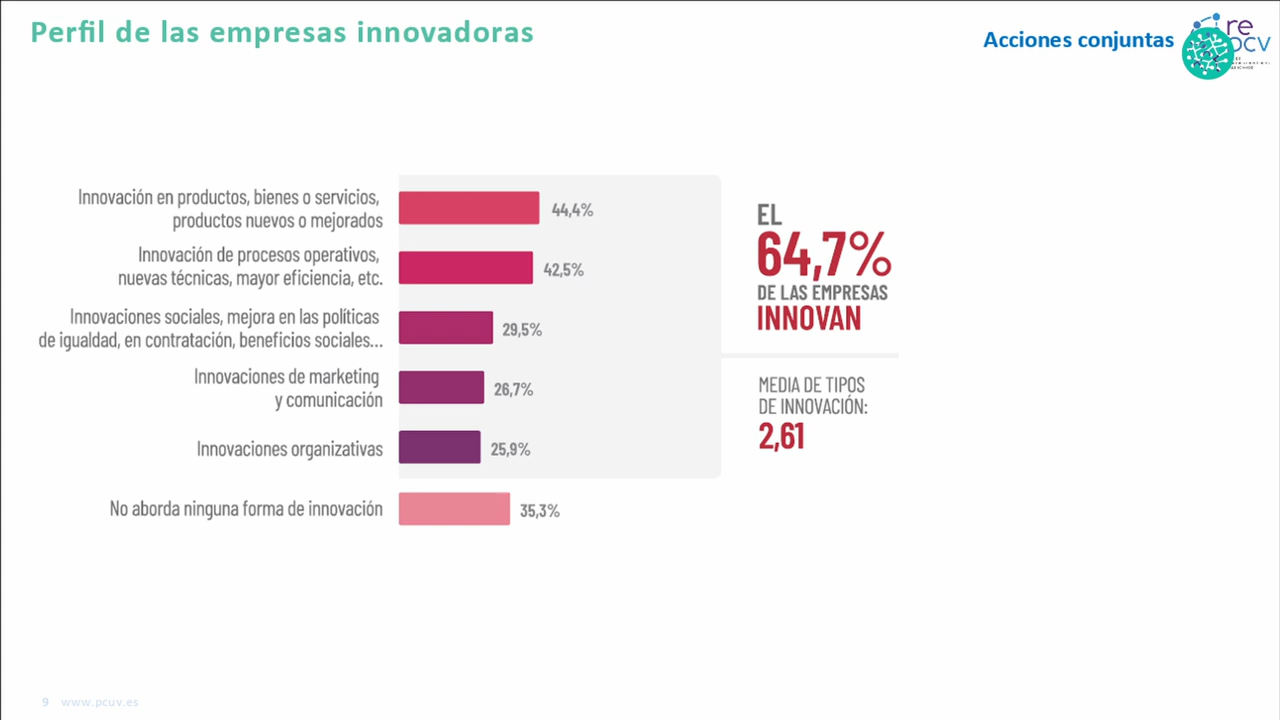 Perfil de las empresas innovadoras
Acciones conjuntas
re
pcv
Innovación en productos, bienes o servicios,
productos nuevos o mejorados
44,4%
Innovación de procesos operativos,
nuevas técnicas, mayor eficiencia, etc.
42,5%
Innovaciones sociales, mejora en las políticas
de igualdad, en contratación, beneficios sociales...
29,5%
Innovaciones de marketing
y comunicación
26,7%
Innovaciones organizativas
25,9%
No aborda ninguna forma de innovación
35,3%
EL
64,7%
DE LAS EMPRESAS
INNOVAN
MEDIA DE TIPOS
DE INNOVACIÓN:
2,61
9 www.pcuv.es